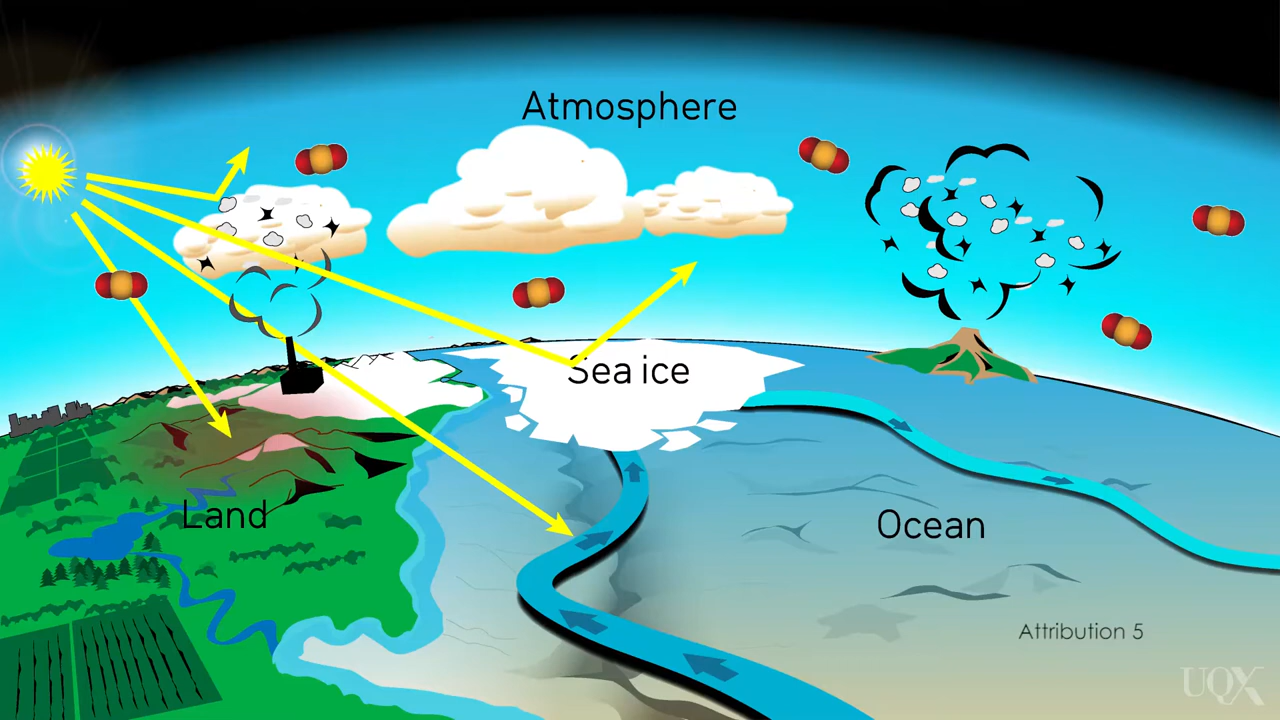 Atmosphere
Sea ice
Land
Ocean
Attribution 5
UQX